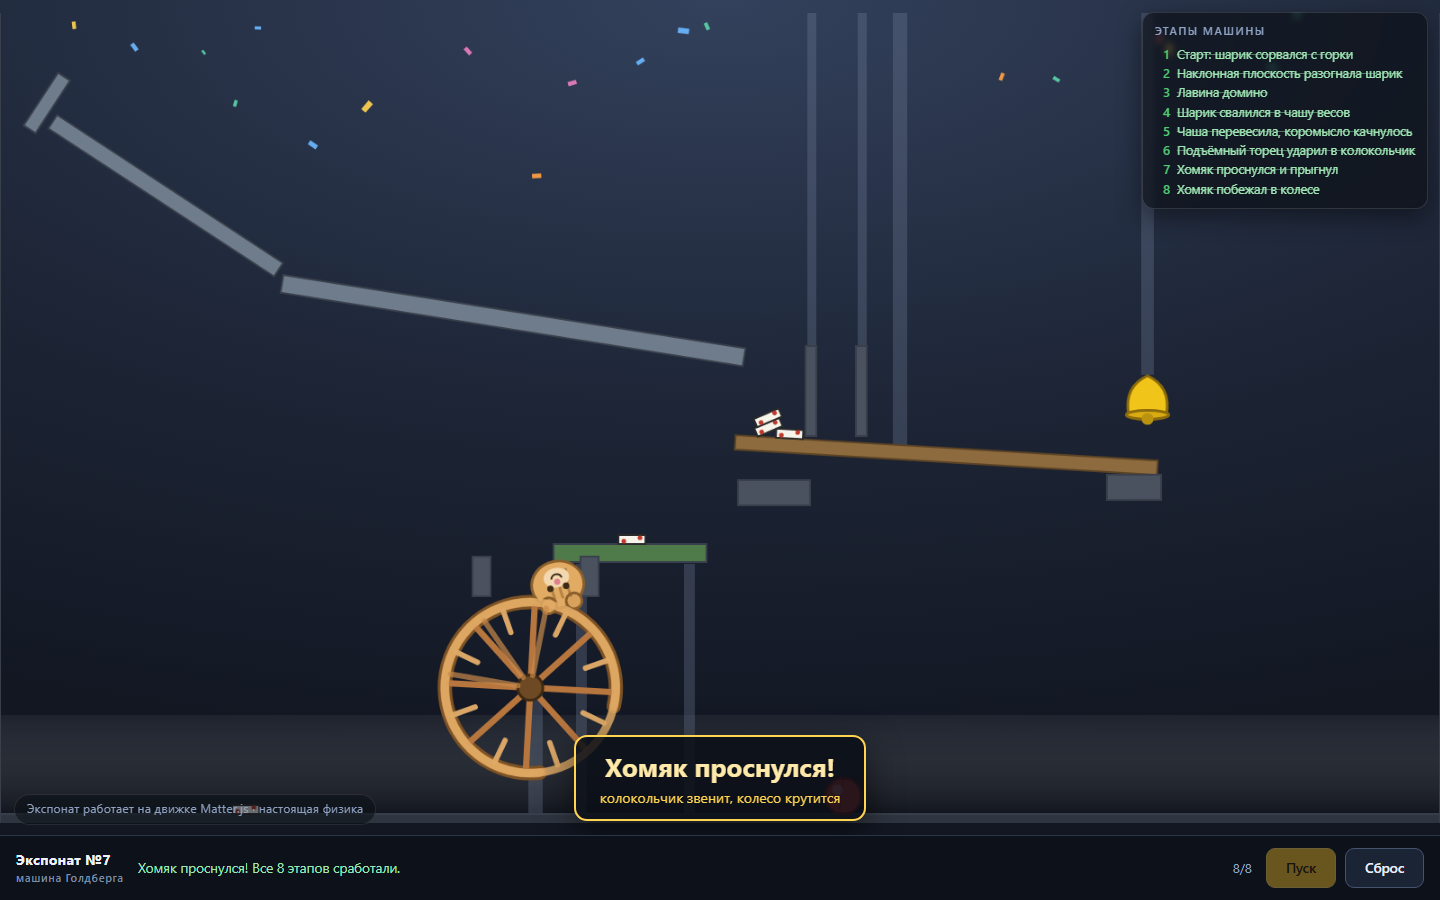 ЭТАПЫ МАШИНЫ
1 Старт: шарик сорвался с горки
2 Наклонная плоскость разогнала шарик
3 Лавина домино
4 Шарик свалился в чашу весов
5 Чаша перевесила, коромысло качнулось
6 Подъёмный торец ударил в колокольчик
7 Хомяк проснулся и прыгнул
8 Хомяк побежал в колесе
Хомяк проснулся!
колокольчик звенит, колесо крутится
Экспонат работает на движке Matter.js настоящая физика
Экспонат №7
машина Голдберга
Хомяк проснулся! Все 8 этапов сработали.
8/8
Пуск
Сброс